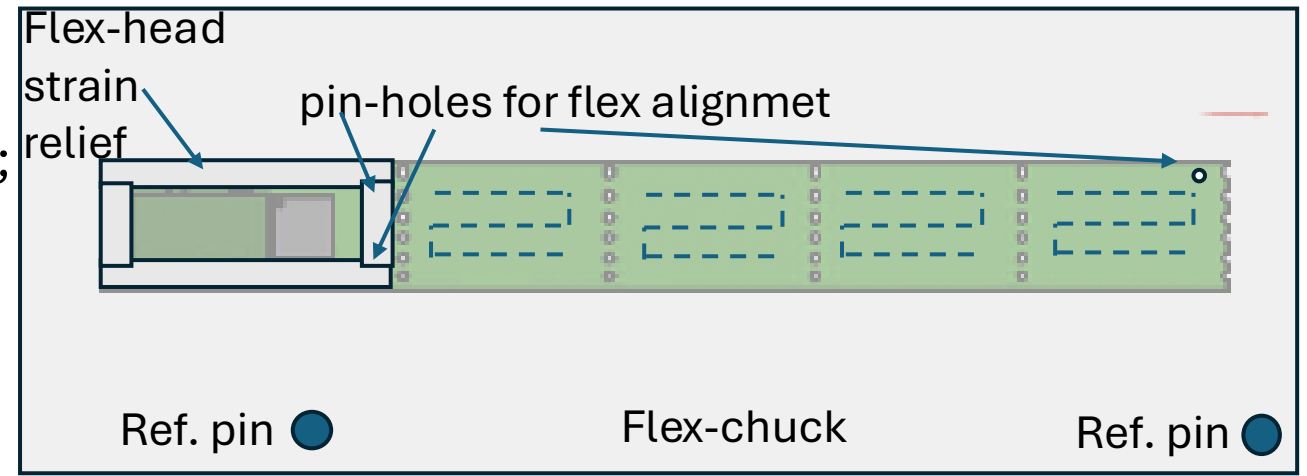 Flex-head
strain
relief
pin-holes for flex alignmet
;
Ref. pin
Flex-chuck
Ref. pin